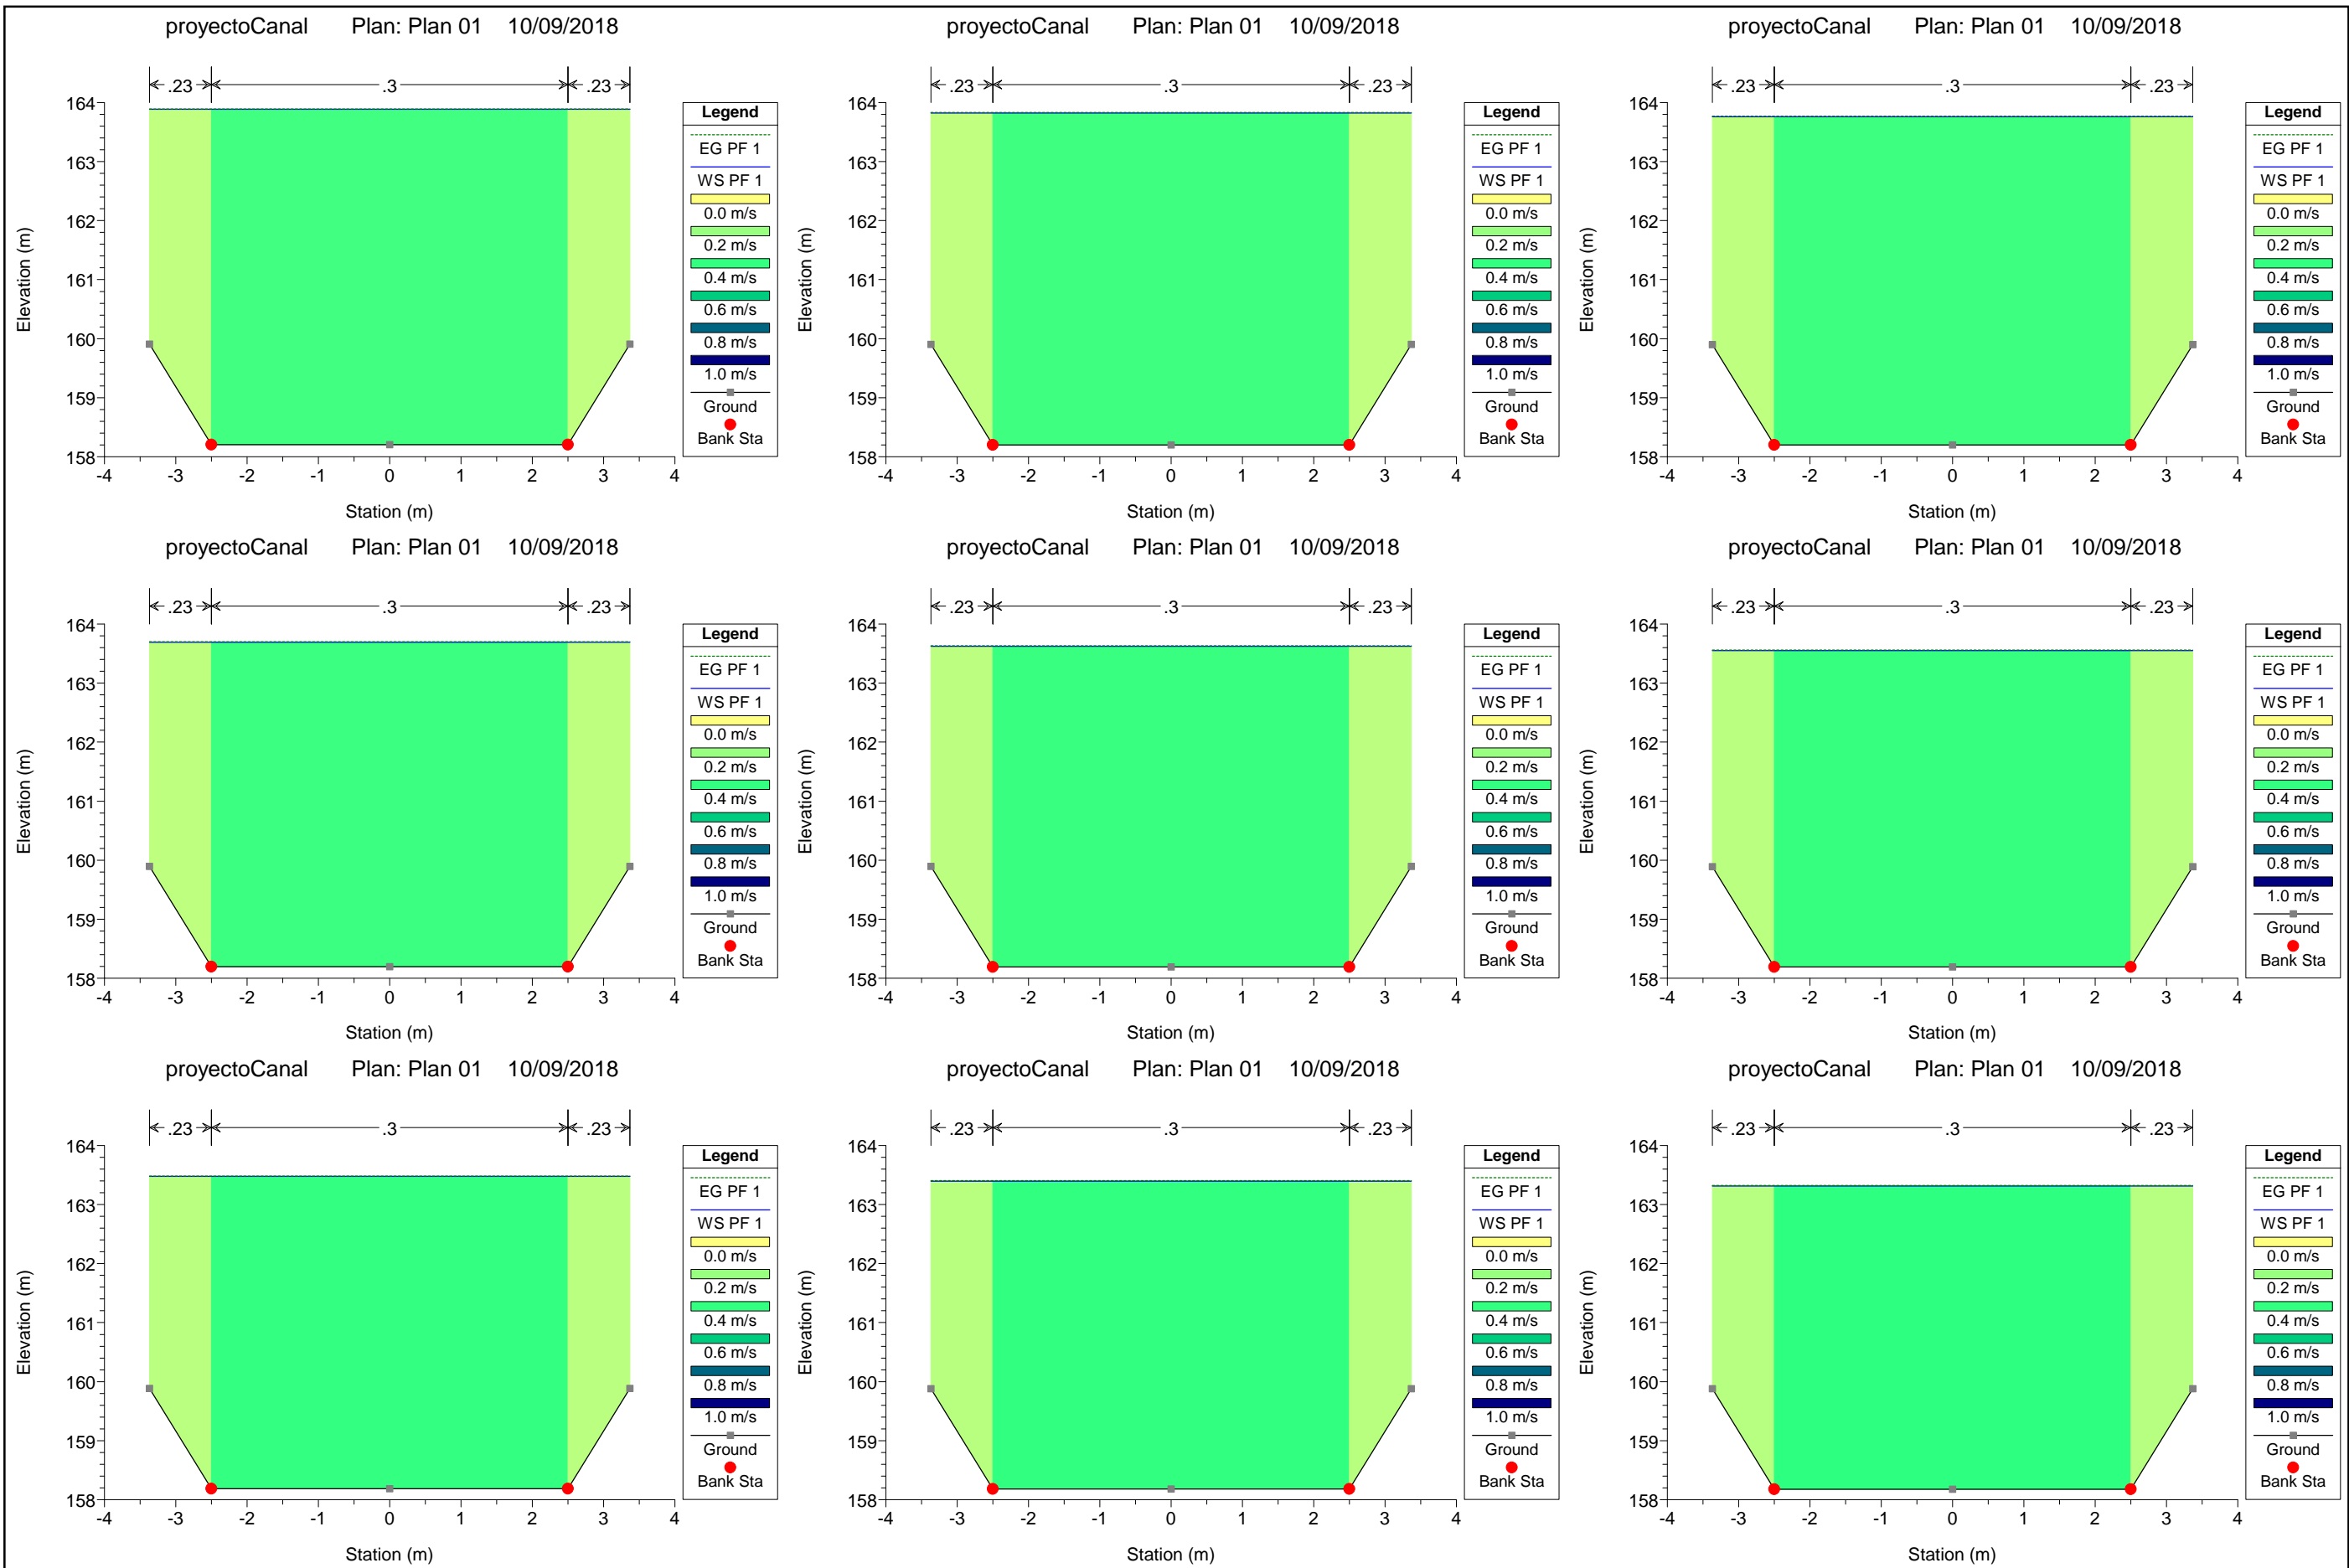 proyectoCanal Plan: Plan 01 10/09/2018
.23 .3 .23
164
163
162
161
160
159
158
Elevation (m)
-4 -3 -2 -1 0 1 2 3 4
Station (m)
Legend
EG PF 1
WS PF 1
0.0 m/s
0.2 m/s
0.4 m/s
0.6 m/s
0.8 m/s
1.0 m/s
Ground
Bank Sta
proyectoCanal Plan: Plan 01 10/09/2018
.23 .3 .23
164
163
162
161
160
159
158
Elevation (m)
-4 -3 -2 -1 0 1 2 3 4
Station (m)
Legend
EG PF 1
WS PF 1
0.0 m/s
0.2 m/s
0.4 m/s
0.6 m/s
0.8 m/s
1.0 m/s
Ground
Bank Sta
proyectoCanal Plan: Plan 01 10/09/2018
.23 .3 .23
164
163
162
161
160
159
158
Elevation (m)
-4 -3 -2 -1 0 1 2 3 4
Station (m)
Legend
EG PF 1
WS PF 1
0.0 m/s
0.2 m/s
0.4 m/s
0.6 m/s
0.8 m/s
1.0 m/s
Ground
Bank Sta
proyectoCanal Plan: Plan 01 10/09/2018
.23 .3 .23
164
163
162
161
160
159
158
Elevation (m)
-4 -3 -2 -1 0 1 2 3 4
Station (m)
Legend
EG PF 1
WS PF 1
0.0 m/s
0.2 m/s
0.4 m/s
0.6 m/s
0.8 m/s
1.0 m/s
Ground
Bank Sta
proyectoCanal Plan: Plan 01 10/09/2018
.23 .3 .23
164
163
162
161
160
159
158
Elevation (m)
-4 -3 -2 -1 0 1 2 3 4
Station (m)
Legend
EG PF 1
WS PF 1
0.0 m/s
0.2 m/s
0.4 m/s
0.6 m/s
0.8 m/s
1.0 m/s
Ground
Bank Sta
proyectoCanal Plan: Plan 01 10/09/2018
.23 .3 .23
164
163
162
161
160
159
158
Elevation (m)
-4 -3 -2 -1 0 1 2 3 4
Station (m)
Legend
EG PF 1
WS PF 1
0.0 m/s
0.2 m/s
0.4 m/s
0.6 m/s
0.8 m/s
1.0 m/s
Ground
Bank Sta
proyectoCanal Plan: Plan 01 10/09/2018
.23 .3 .23
164
163
162
161
160
159
158
Elevation (m)
-4 -3 -2 -1 0 1 2 3 4
Station (m)
Legend
EG PF 1
WS PF 1
0.0 m/s
0.2 m/s
0.4 m/s
0.6 m/s
0.8 m/s
1.0 m/s
Ground
Bank Sta
proyectoCanal Plan: Plan 01 10/09/2018
.23 .3 .23
164
163
162
161
160
159
158
Elevation (m)
-4 -3 -2 -1 0 1 2 3 4
Station (m)
Legend
EG PF 1
WS PF 1
0.0 m/s
0.2 m/s
0.4 m/s
0.6 m/s
0.8 m/s
1.0 m/s
Ground
Bank Sta
proyectoCanal Plan: Plan 01 10/09/2018
.23 .3 .23
164
163
162
161
160
159
158
Elevation (m)
-4 -3 -2 -1 0 1 2 3 4
Station (m)
Legend
EG PF 1
WS PF 1
0.0 m/s
0.2 m/s
0.4 m/s
0.6 m/s
0.8 m/s
1.0 m/s
Ground
Bank Sta